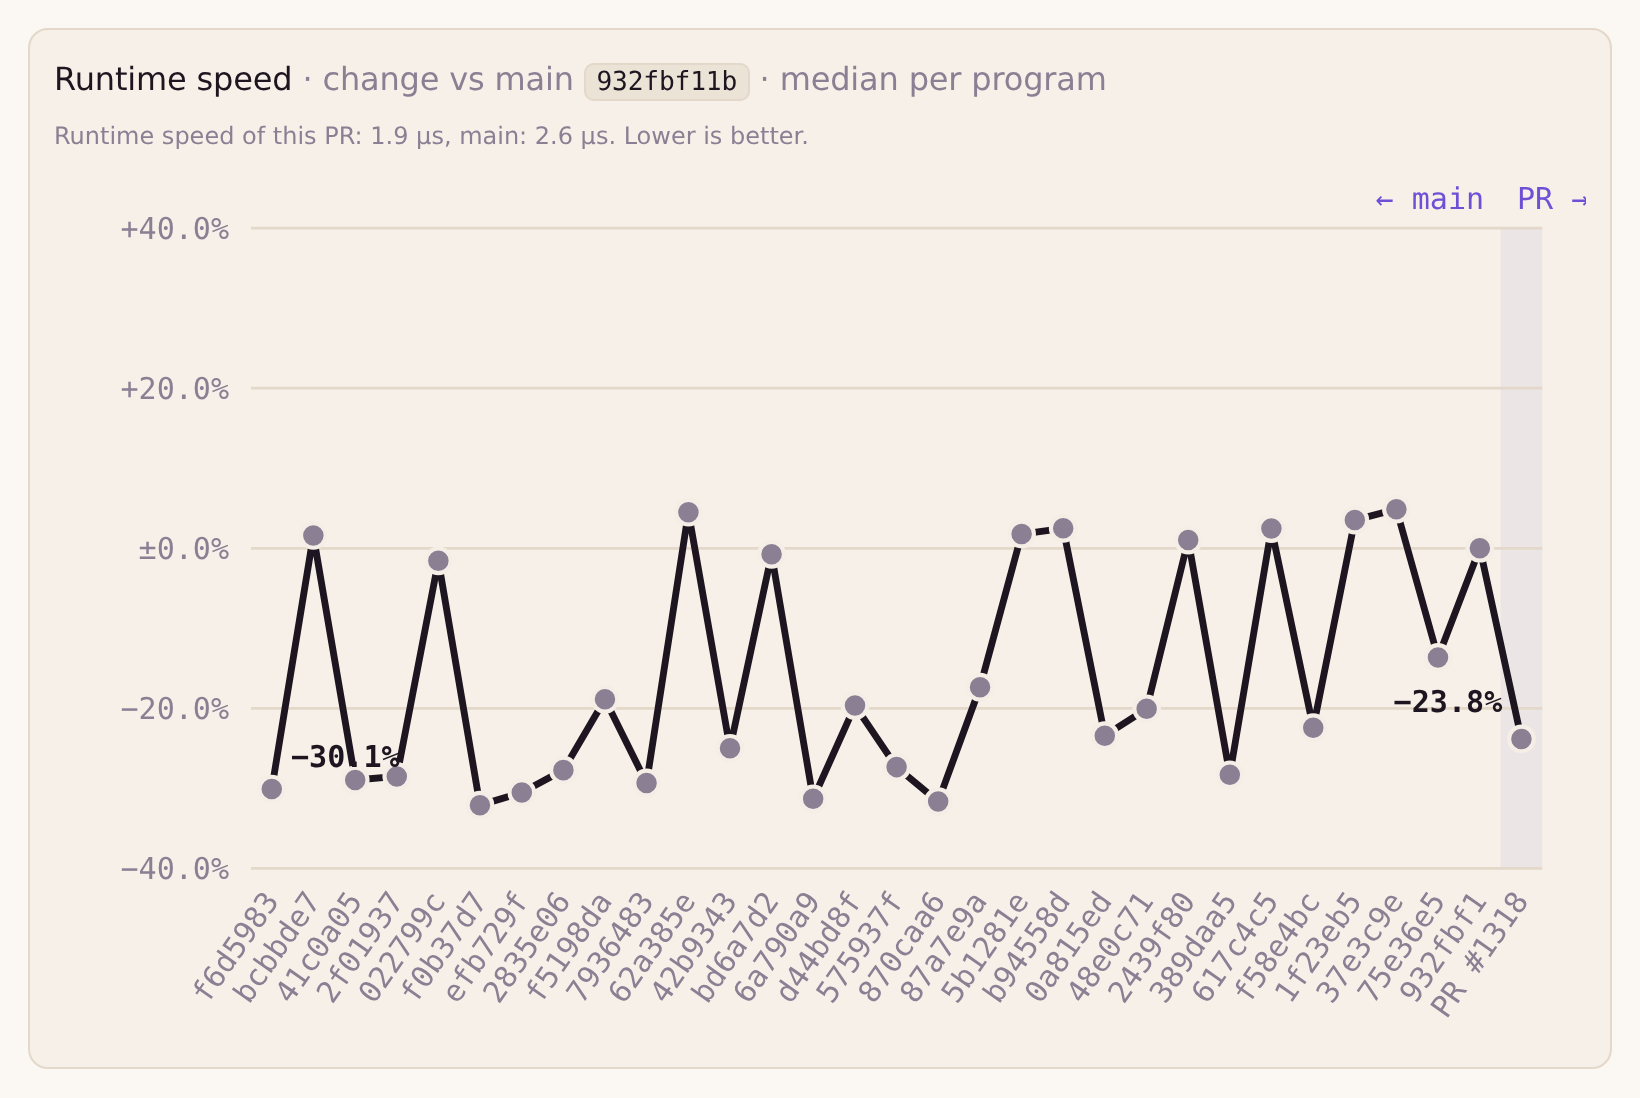 Runtime speed · change vs main 932fbf11b · median per program
Runtime speed of this PR: 1.9 µs, main: 2.6 µs. Lower is better.
← main PR →
+40.0%
+20.0%
±0.0%
−20.0%
−40.0%
−30.1%
−23.8%
f6d5983
bcbbde7
41c0a05
2f01937
022799c
f0b37d7
efb729f
2835e06
f5198da
7936483
62a385e
42b9343
bd6a7d2
6a790a9
d44bd8f
575937f
870caa6
87a7e9a
5b1281e
b94558d
0a815ed
48e0c71
2439f80
389daa5
617c4c5
f58e4bc
1f23eb5
37e3c9e
75e36e5
932fbf1
PR #1318